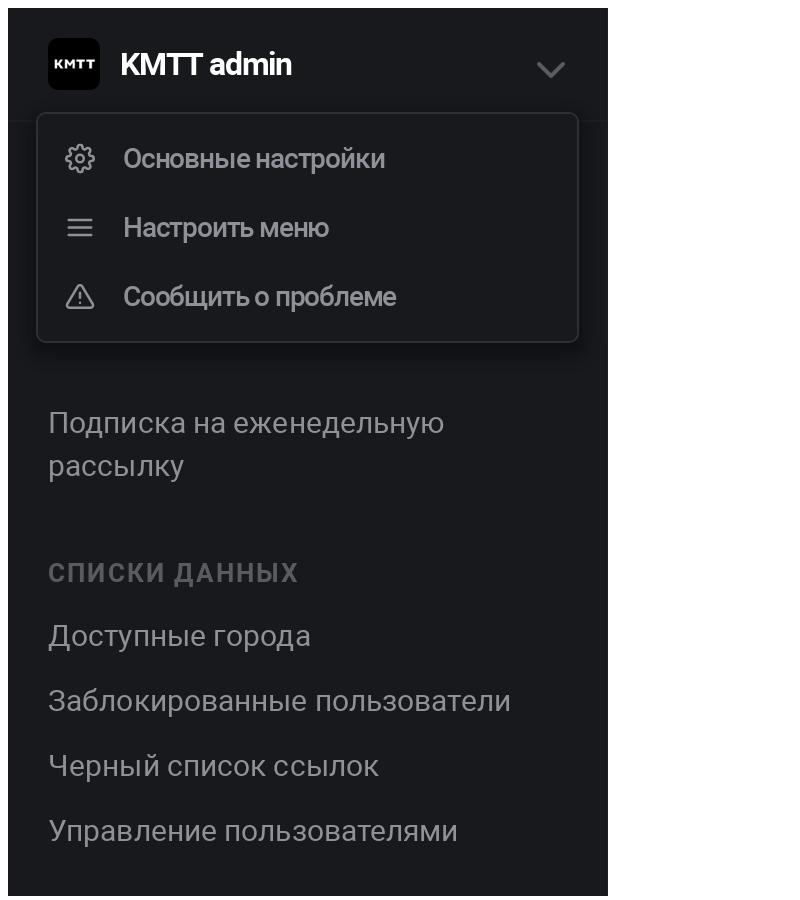 KMTT
KMTT admin
Основные настройки
Настроить меню
Сообщить о проблеме
Подписка на еженедельную
рассылку
СПИСКИ ДАННЫХ
Доступные города
Заблокированные пользователи
Черный список ссылок
Управление пользователями